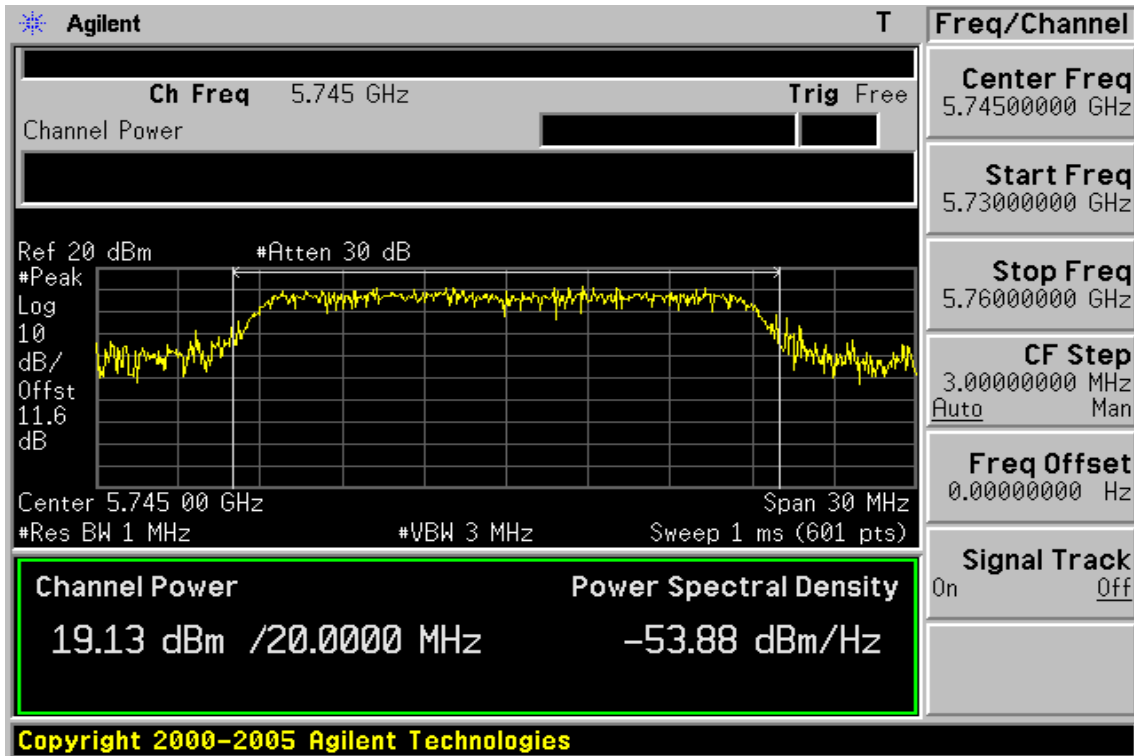 Agilent T
Freq/Channel
Ch Freq 5.745 GHz Trig Free
Channel Power
Center Freq
5.74500000 GHz
Start Freq
5.73000000 GHz
Stop Freq
5.76000000 GHz
CF Step
3.00000000 MHz
Auto Man
Freq Offset
0.00000000 Hz
Signal Track
On Off
Ref 20 dBm #Atten 30 dB
#Peak
Log
10
dB/
Offst
11.6
dB
Center 5.745 00 GHz Span 30 MHz
#Res BW 1 MHz #VBW 3 MHz Sweep 1 ms (601 pts)
Channel Power Power Spectral Density
19.13 dBm /20.0000 MHz -53.88 dBm/Hz
Copyright 2000-2005 Agilent Technologies